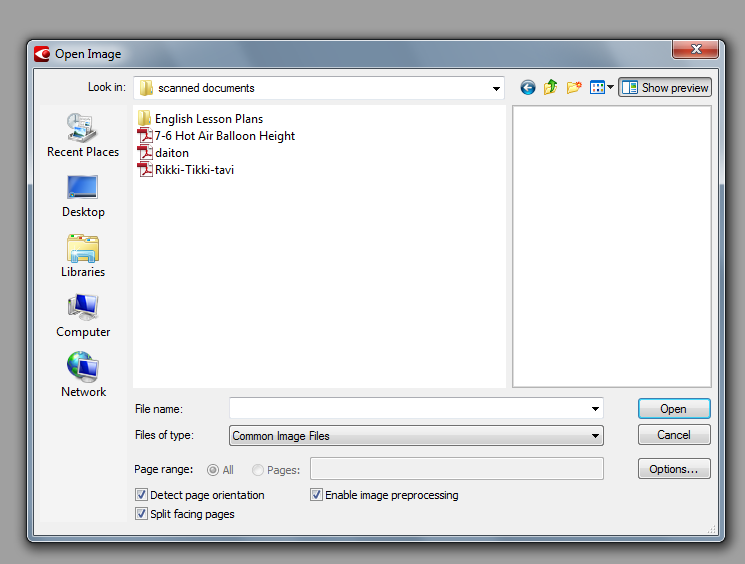 Open Image
Look in: scanned documents Show preview
Recent Places
Desktop
Libraries
Computer
Network
English Lesson Plans
7-6 Hot Air Balloon Height
daiton
Rikki-Tikki-tavi
File name: Open
Files of type: Common Image Files Cancel
Page range: All Pages: Options...
Detect page orientation Enable image preprocessing
Split facing pages